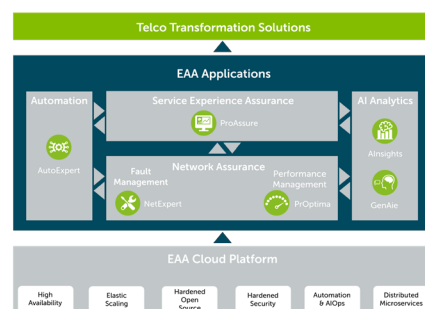 Telco Transformation Solutions
EAA Applications
Automation
AutoExpert
Service Experience Assurance
ProAssure
Network Assurance
Fault
Management
NetExpert
Performance
Management
PrOptima
AI Analytics
AInsights
GenAie
EAA Cloud Platform
High
Availability
Elastic
Scaling
Hardened
Open
Source
Hardened
Security
Automation
& AIOps
Distributed
Microservices